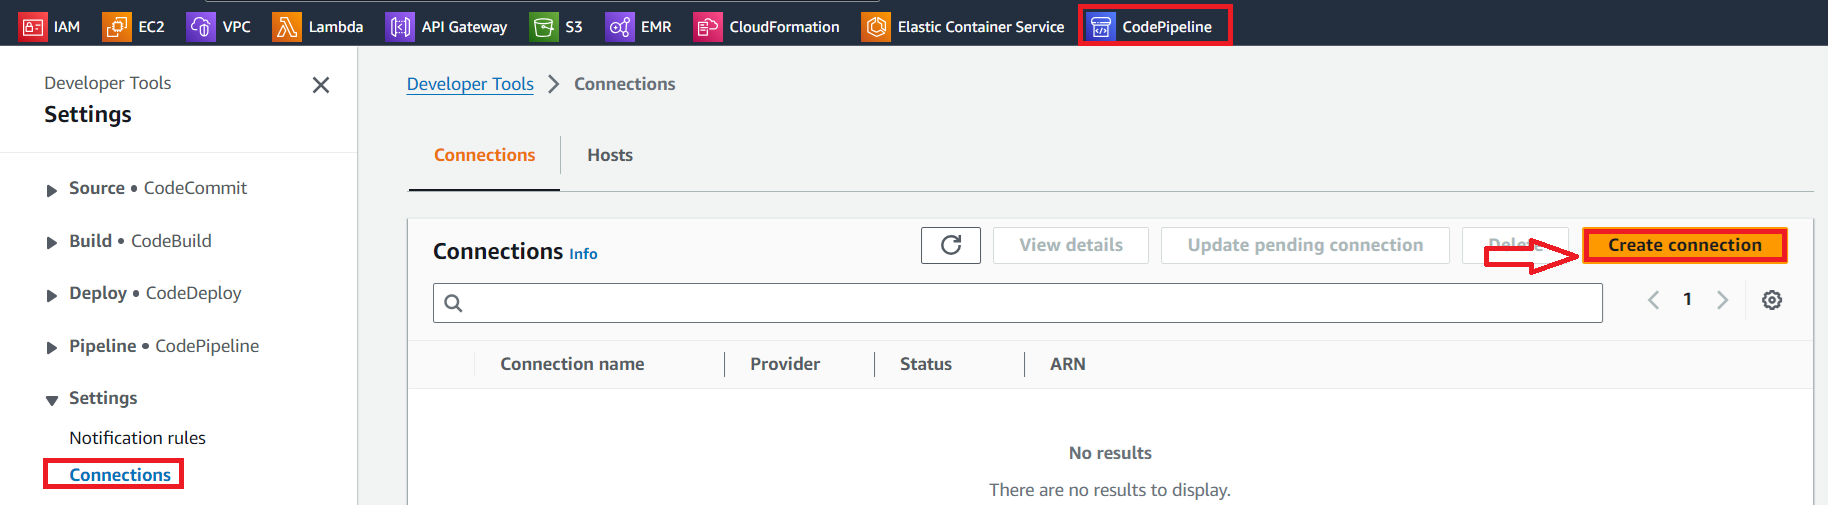 IAM EC2 VPC Lambda API Gateway S3 EMR CloudFormation Elastic Container Service CodePipeline
Developer Tools
Settings
Source • CodeCommit
Build • CodeBuild
Deploy • CodeDeploy
Pipeline • CodePipeline
Settings
Notification rules
Connections
Developer Tools > Connections
Connections Hosts
Connections Info View details Update pending connection Delete Create connection
1
Connection name Provider Status ARN
No results
There are no results to display.